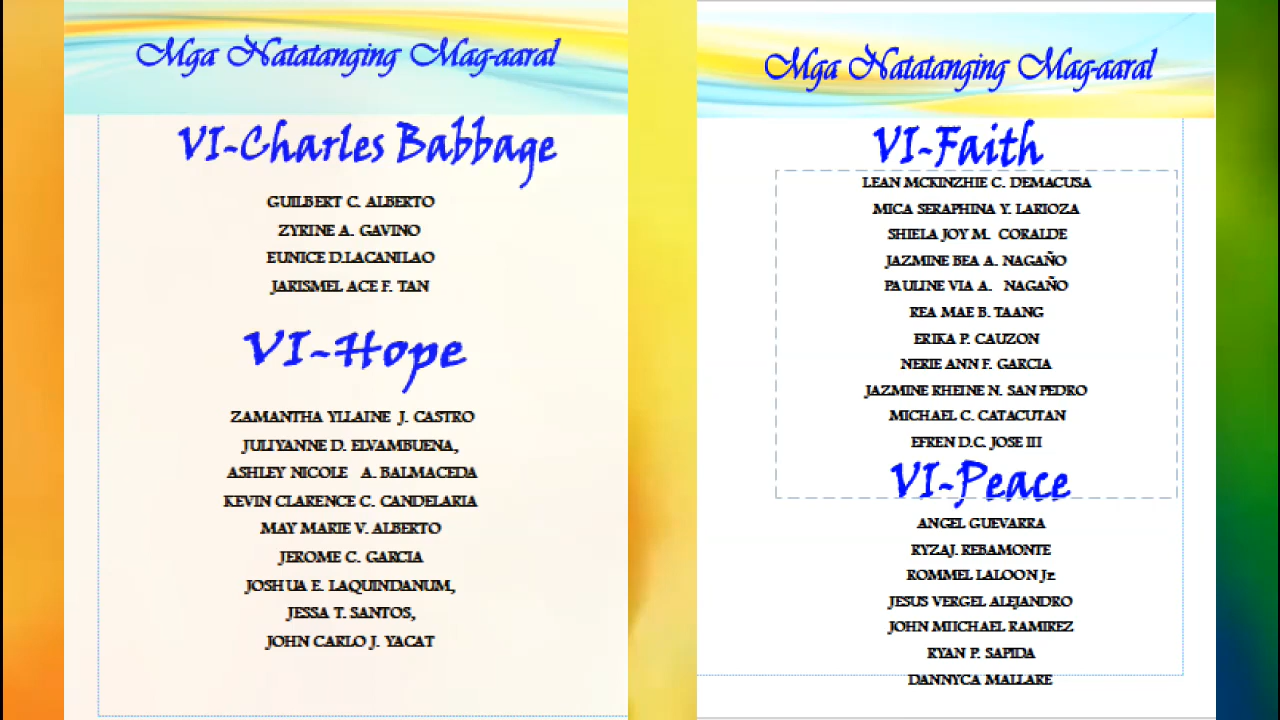 Mga Natatanging Mag-aaral
VI-Charles Babbage
GUILBERT C. ALBERTO
ZYRINE A. GAVINO
EUNICE D.LACANILAO
JARISMEL ACE F. TAN
VI-Hope
ZAMANTHA YLLAINE J. CASTRO
JULIYANNE D. ELVAMBUENA,
ASHLEY NICOLE A. BALMACEDA
KEVIN CLARENCE C. CANDELARIA
MAY MARIE V. ALBERTO
JEROME C. GARCIA
JOSHUA E. LAQUINDANUM,
JESSA T. SANTOS,
JOHN CARLO J. YACAT
Mga Natatanging Mag-aaral
VI-Faith
LEAN MCKINZHIE C. DEMACUSA
MICA SERAPHINA Y. LARIOZA
SHIELA JOY M. CORALDE
JAZMINE BEA A. NAGAÑO
PAULINE VIA A. NAGAÑO
REA MAE B. TAANG
ERIKA P. CAUZON
NERIE ANN F. GARCIA
JAZMINE RHEINE N. SAN PEDRO
MICHAEL C. CATACUTAN
EFREN D.C. JOSE III
VI-Peace
ANGEL GUEVARRA
RYZAJ. REBAMONTE
ROMMEL LALOON Jr.
JESUS VERGEL ALEJANDRO
JOHN MIICHAEL RAMIREZ
RYAN P. SAPIDA
DANNYCA MALLARE